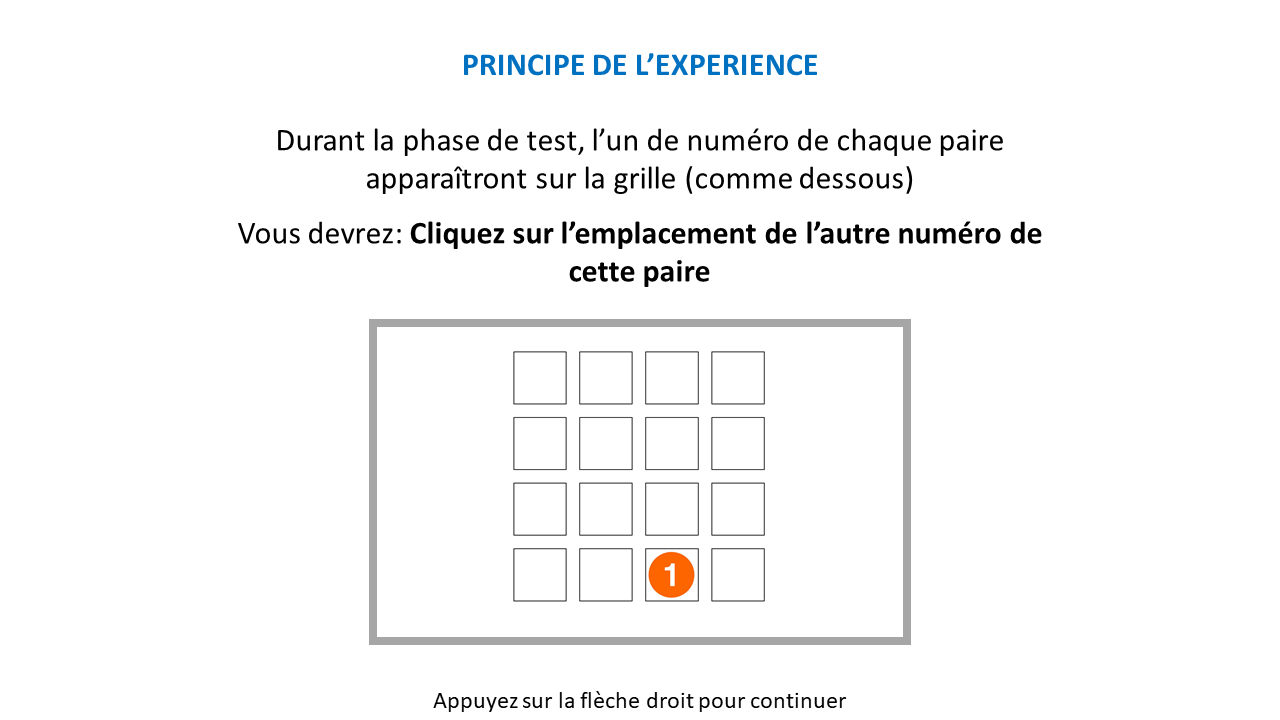 PRINCIPE DE L’EXPERIENCE
Durant la phase de test, l’un de numéro de chaque paire
apparaîtront sur la grille (comme dessous)
Vous devrez: Cliquez sur l’emplacement de l’autre numéro de
cette paire
1
Appuyez sur la flèche droit pour continuer